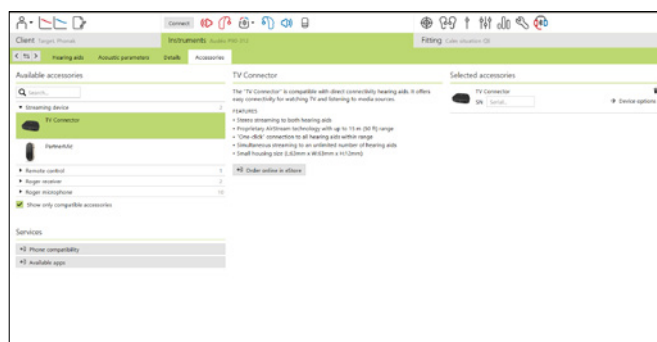 Connect
Client Target: Phonak
Instruments
Fitting
Hearing aids
Acoustic parameters
Details
Accessories
Available accessories
Search...
Streaming device
TV Connector
PartnerMic
Remote control
Roger receiver
Roger microphone
10
Show only compatible accessories
Services
Phone compatibility
Available apps
TV Connector
The "TV Connector" is compatible with direct connectivity hearing aids. It offers
easy connectivity for watching TV and listening to media sources.
FEATURES
• Stereo streaming to both hearing aids
• Proprietary AirStream technology with up to 15 m (50 ft) range
• "One-click" connection to all hearing aids within range
• Simultaneous streaming to an unlimited number of hearing aids
• Small housing size (L:62mm x W:63mm x H:12mm)
Order online in eStore
Selected accessories
TV Connector
SN Serial...
Device options